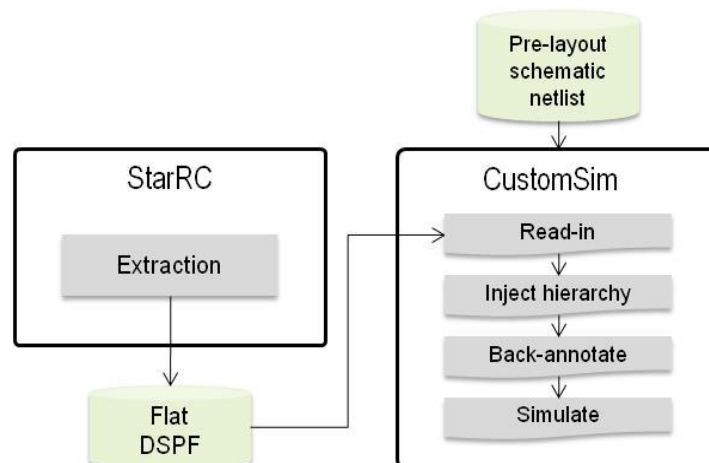 Pre-layout
schematic
netlist
StarRC
Extraction
Flat
DSPF
CustomSim
Read-in
Inject hierarchy
Back-annotate
Simulate